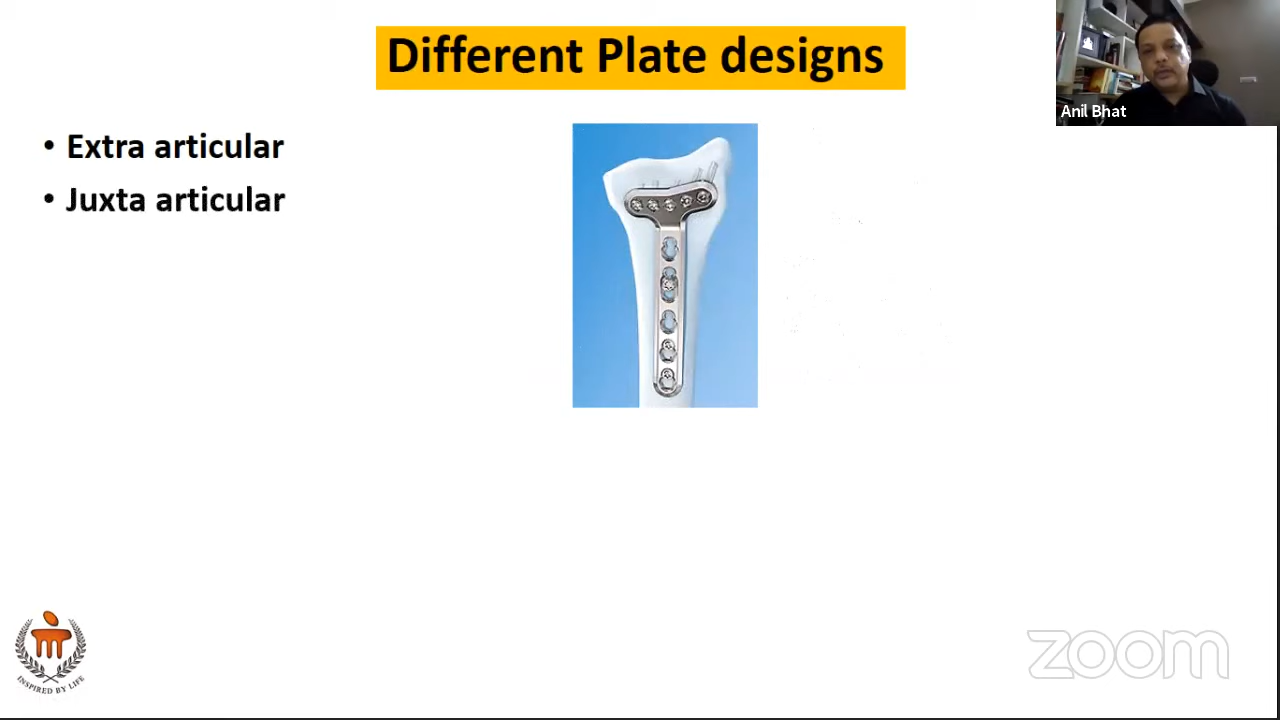 Different Plate designs
Anil Bhat
• Extra articular
• Juxta articular
INSPIRED BY LIFE
zoom